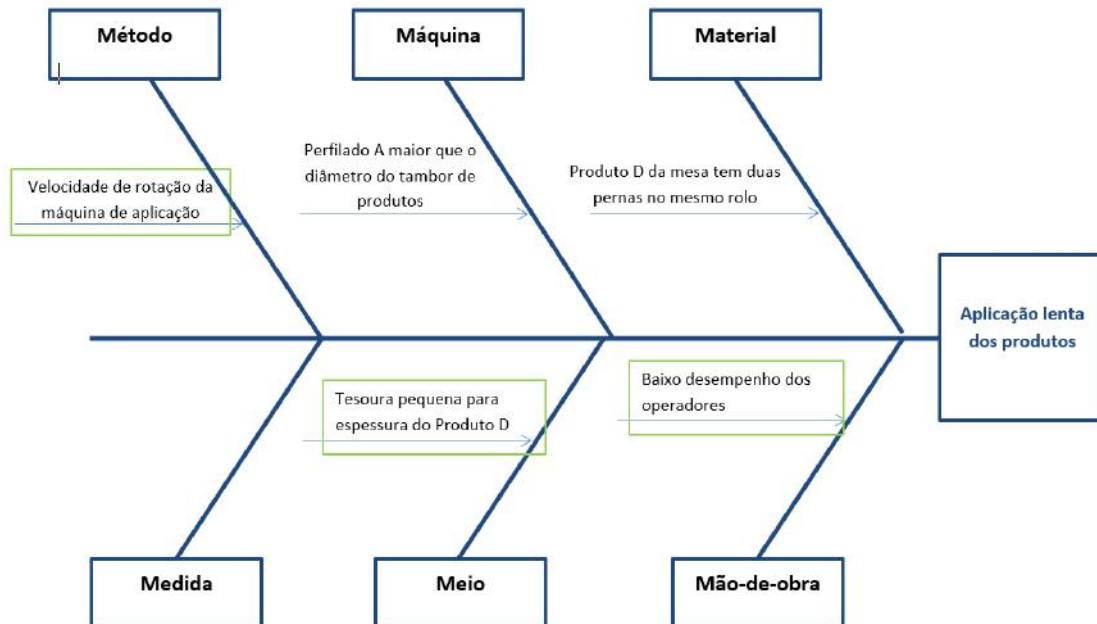 Método
Máquina
Material
Velocidade de rotação da
máquina de aplicação
Perfilado A maior que o
diâmetro do tambor de
produtos
Produto D da mesa tem duas
pernas no mesmo rolo
Aplicação lenta
dos produtos
Tesoura pequena para
espessura do Produto D
Baixo desempenho dos
operadores
Medida
Meio
Mão-de-obra